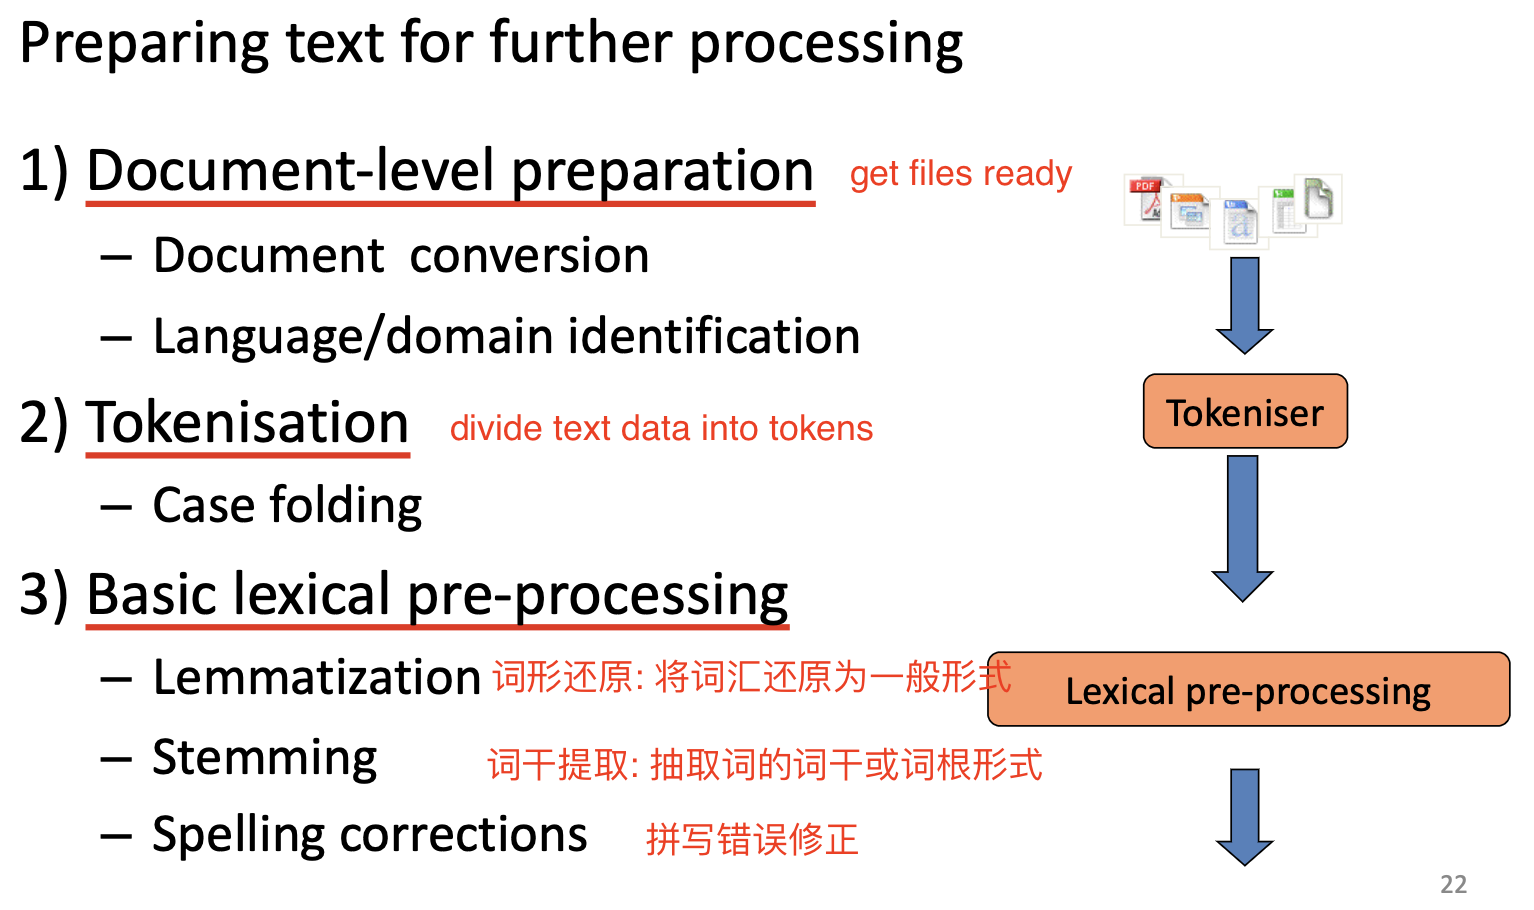 Preparing text for further processing
1) Document-level preparation get files ready
– Document conversion
PDF
a
– Language/domain identification
2) Tokenisation divide text data into tokens
Tokeniser
– Case folding
3) Basic lexical pre-processing
– Lemmatization 词形还原: 将词汇还原为一般形式
Lexical pre-processing
– Stemming 词干提取: 抽取词的词干或词根形式
– Spelling corrections 拼写错误修正
22